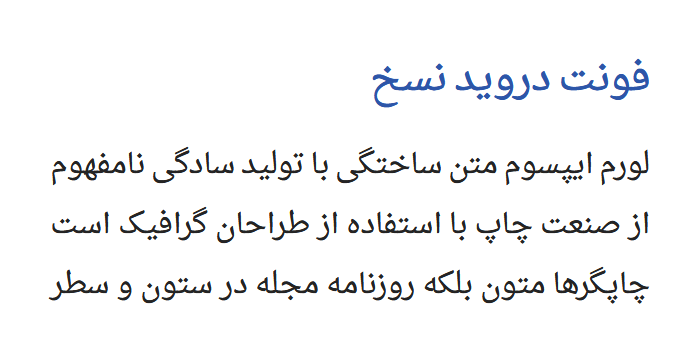 فونت دروید نسخ
لورم ایپسوم متن ساختگی با تولید سادگی نامفهوم
از صنعت چاپ با استفاده از طراحان گرافیک است
چاپگرها متون بلکه روزنامه مجله در ستون و سطر